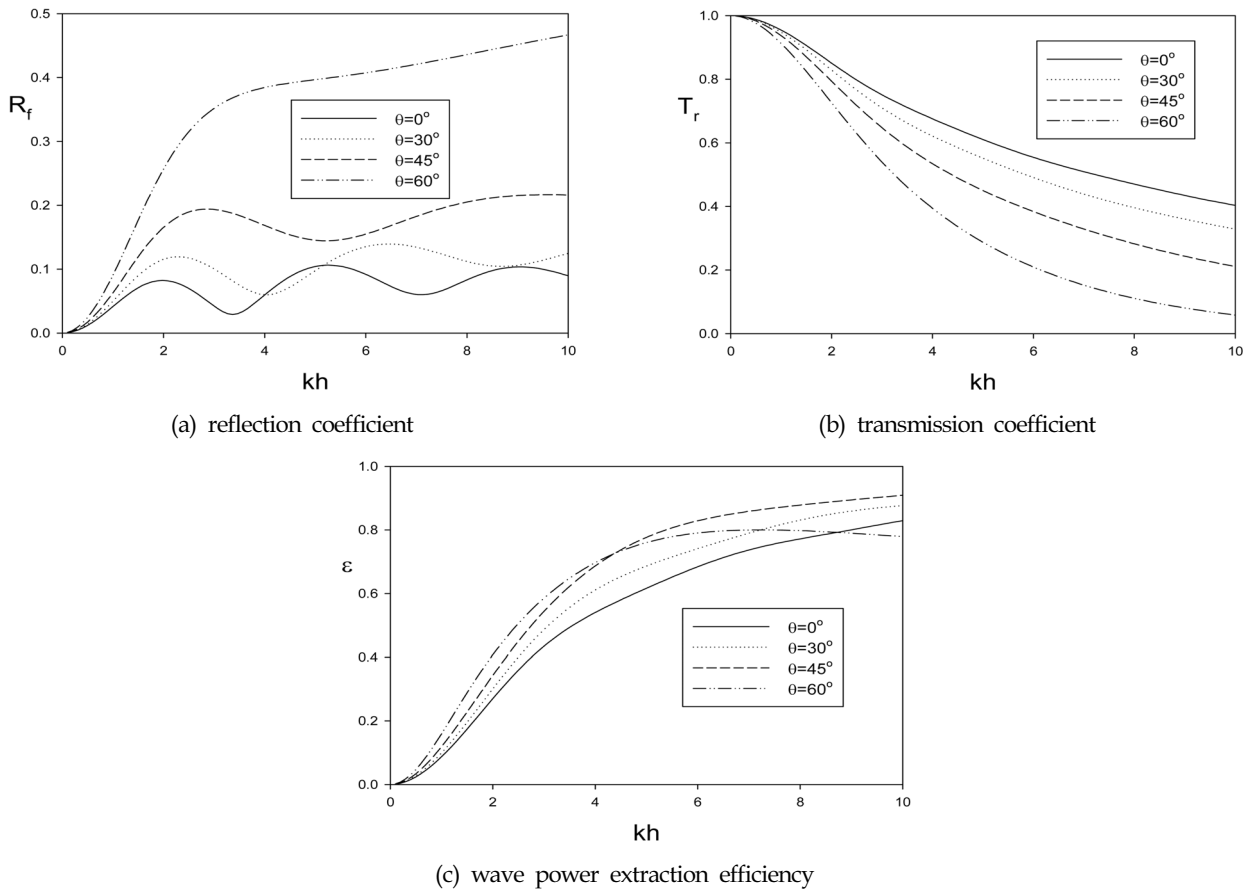 0.5
0.4
0.3
0.2
0.1
0.0
R_f
0 2 4 6 8 10
kh
θ=0°
θ=30°
θ=45°
θ=60°
(a) reflection coefficient
1.0
0.8
0.6
0.4
0.2
0.0
T_r
0 2 4 6 8 10
kh
θ=0°
θ=30°
θ=45°
θ=60°
(b) transmission coefficient
1.0
0.8
0.6
0.4
0.2
0.0
ε
0 2 4 6 8 10
kh
θ=0°
θ=30°
θ=45°
θ=60°
(c) wave power extraction efficiency